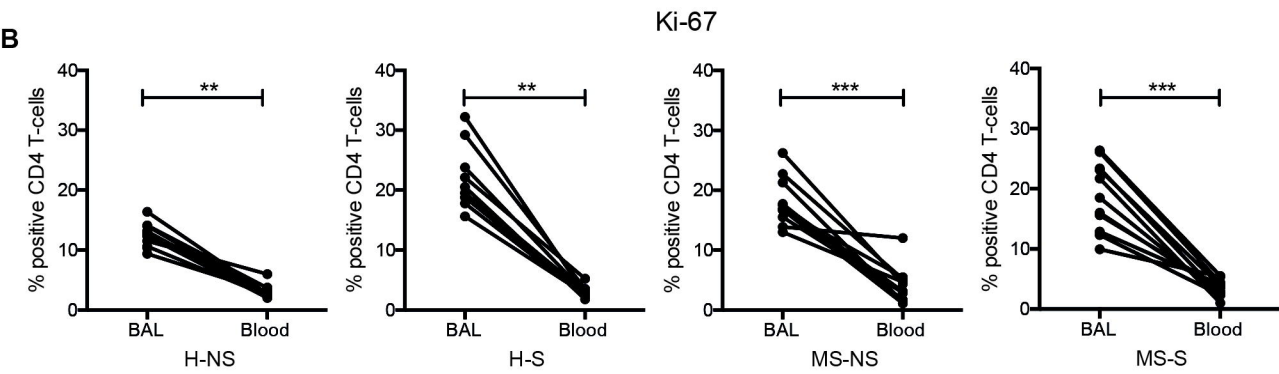 Ki-67
B
40 30 20 10 0
% positive CD4 T-cells
**
BAL Blood
H-NS
40 30 20 10 0
% positive CD4 T-cells
**
BAL Blood
H-S
40 30 20 10 0
% positive CD4 T-cells
***
BAL Blood
MS-NS
40 30 20 10 0
% positive CD4 T-cells
***
BAL Blood
MS-S